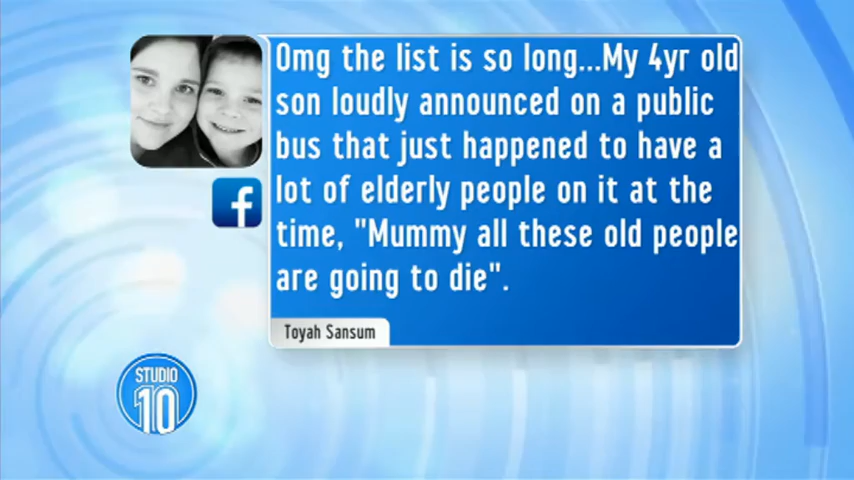 Omg the list is so long...My 4yr old
son loudly announced on a public
bus that just happened to have a
lot of elderly people on it at the
time, "Mummy all these old people
are going to die".
Toyah Sansum
f
STUDIO
10